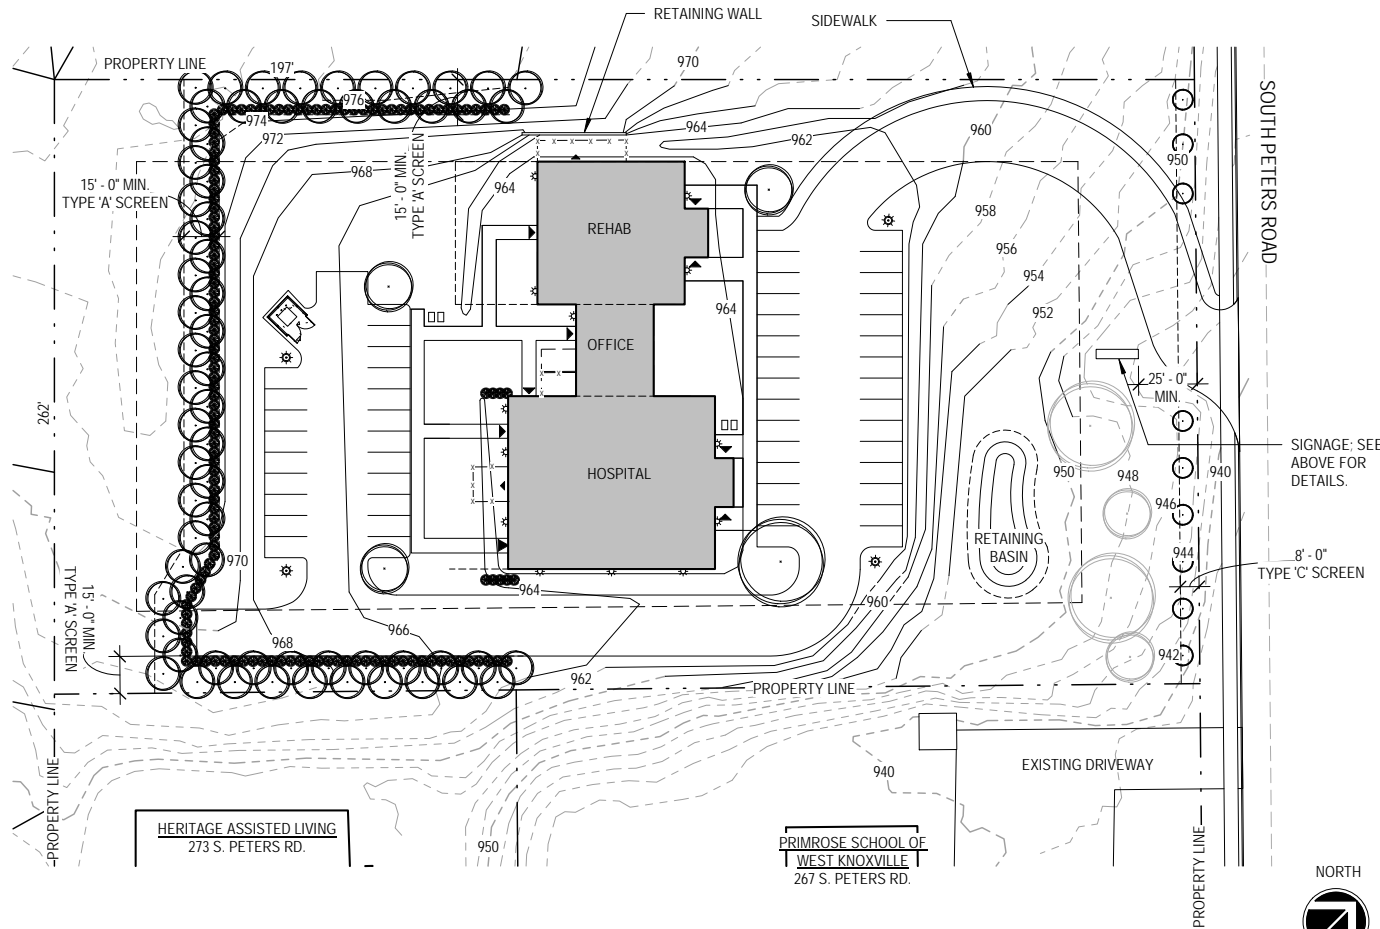 RETAINING WALL
SIDEWALK
PROPERTY LINE
197'
970
976
974
972
964
962
960
950
968
964
15' - 0" MIN.
TYPE 'A' SCREEN
15' - 0" MIN.
TYPE 'A' SCREEN
SOUTH PETERS ROAD
REHAB
958
956
954
952
964
OFFICE
262'
25' - 0"
MIN.
HOSPITAL
950
948
946
940
SIGNAGE; SEE
ABOVE FOR
DETAILS.
RETAINING
BASIN
944
8' - 0"
TYPE 'C' SCREEN
970
964
960
15' - 0" MIN
TYPE 'A' SCREEN
968
966
962
942
PROPERTY LINE
940
EXISTING DRIVEWAY
PROPERTY LINE
HERITAGE ASSISTED LIVING
273 S. PETERS RD.
950
PRIMROSE SCHOOL OF
WEST KNOXVILLE
267 S. PETERS RD.
PROPERTY LINE
NORTH